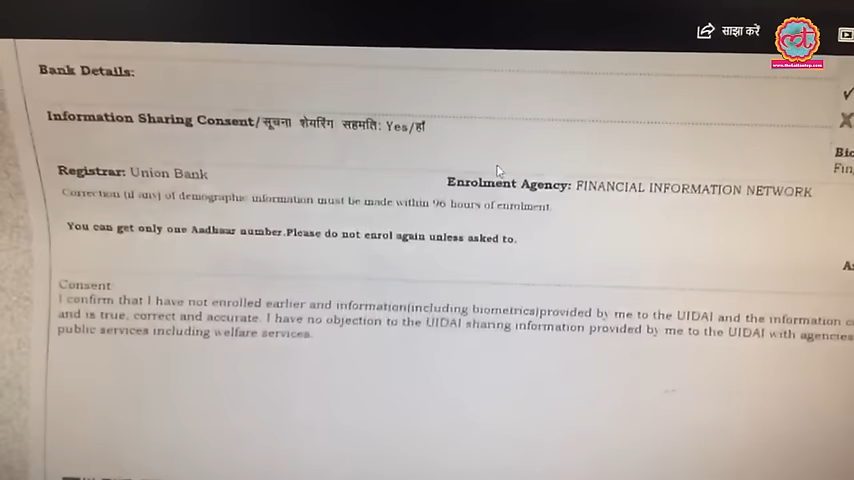 साझा करें
www.thelallantop.com
Bank Details:
Information Sharing Consent/सूचना शेयरिंग सहमति: Yes/हाँ
Registrar: Union Bank
Enrolment Agency: FINANCIAL INFORMATION NETWORK
Correction (if any) of demographic information must be made within 96 hours of enrolment.
You can get only one Aadhaar number.Please do not enrol again unless asked to.
Consent
I confirm that I have not enrolled earlier and information(including biometrics)provided by me to the UIDAI and the information
and is true, correct and accurate. I have no objection to the UIDAI sharing information provided by me to the UIDAI with agencies
public services including welfare services.